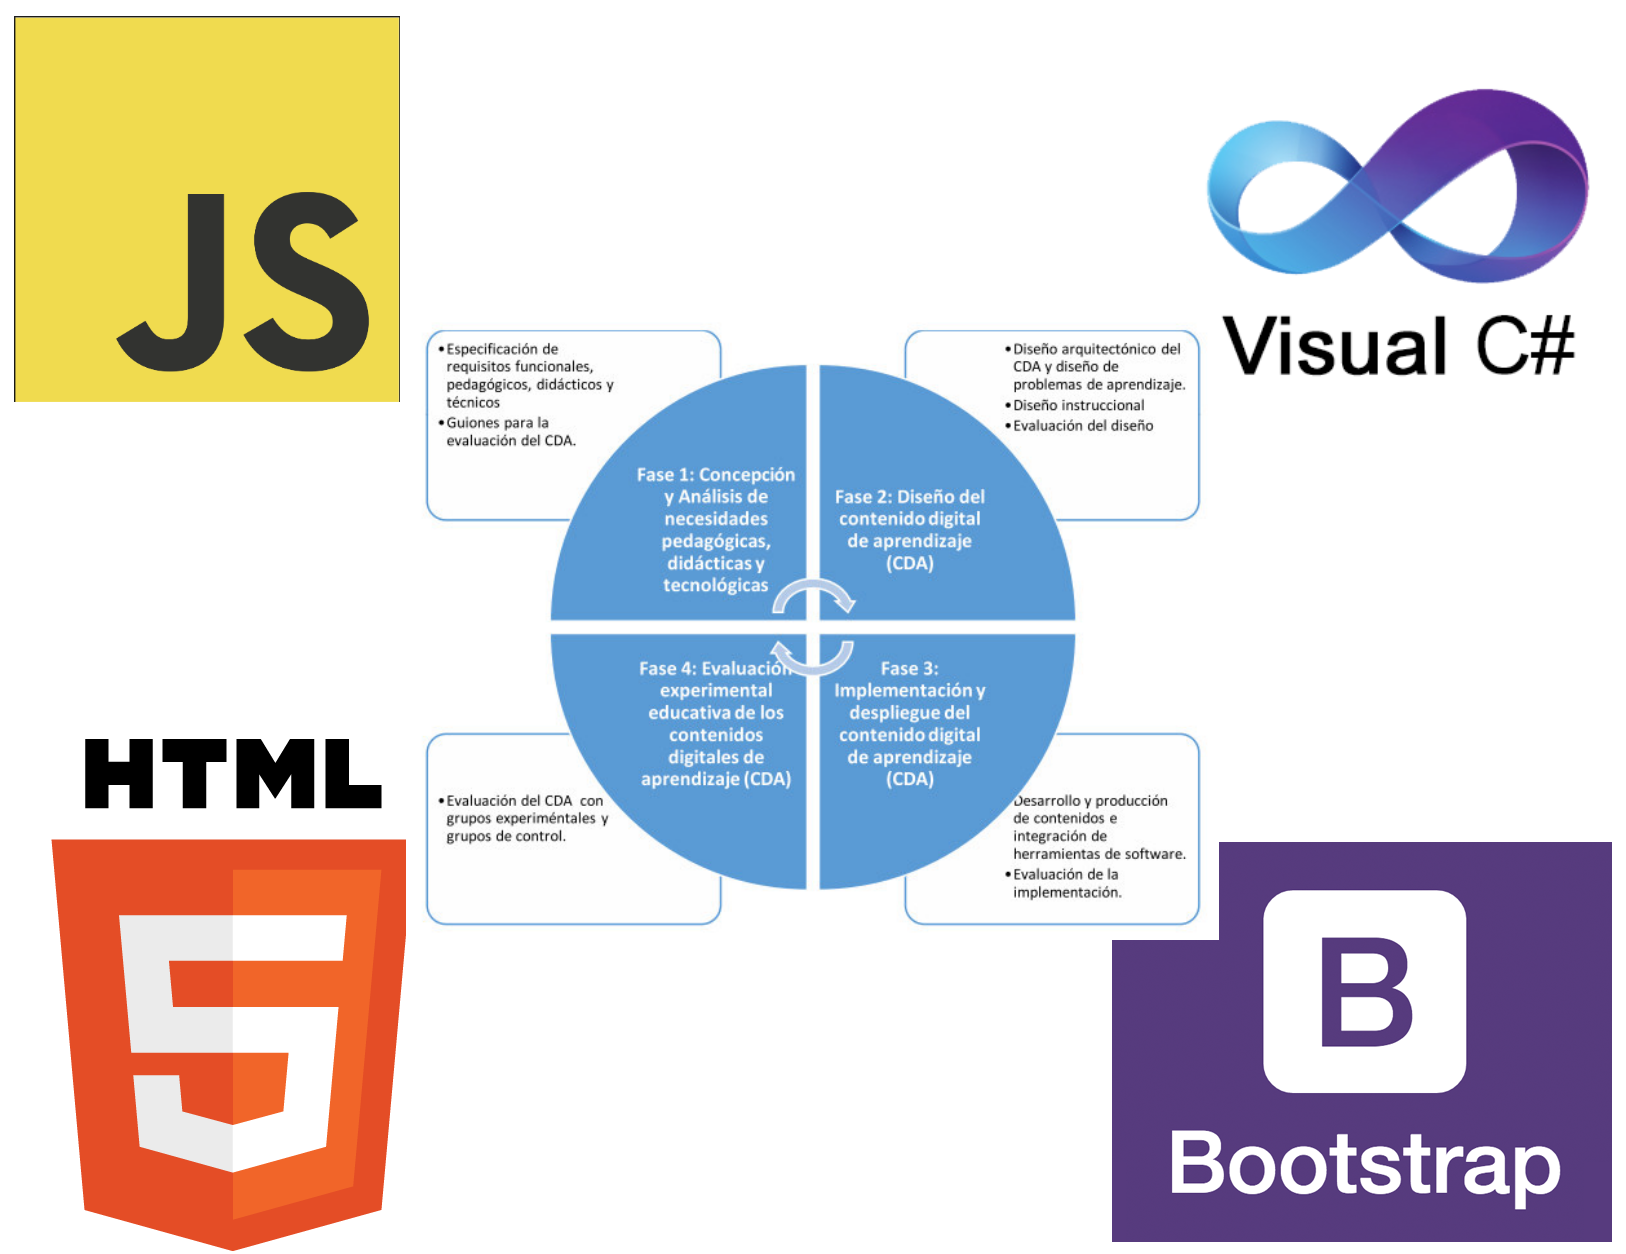 JS
Visual C#
•Especificación de
requisitos funcionales,
pedagógicos, didácticos y
técnicos
•Guiones para la
evaluación del CDA.
•Diseño arquitectónico del
CDA y diseño de
problemas de aprendizaje.
•Diseño instruccional
•Evaluación del diseño
Fase 1: Concepción
y Análisis de
necesidades
pedagógicas,
didácticas y
tecnológicas
Fase 2: Diseño del
contenido digital
de aprendizaje
(CDA)
Fase 4: Evaluación
experimental
educativa de los
contenidos
digitales de
aprendizaje (CDA)
Fase 3:
Implementación y
despliegue del
contenido digital
de aprendizaje
(CDA)
•Evaluación del CDA con
grupos experiméntales y
grupos de control.
Desarrollo y producción
de contenidos e
integración de
herramientas de software.
•Evaluación de la
implementación.
HTML
5
B
Bootstrap